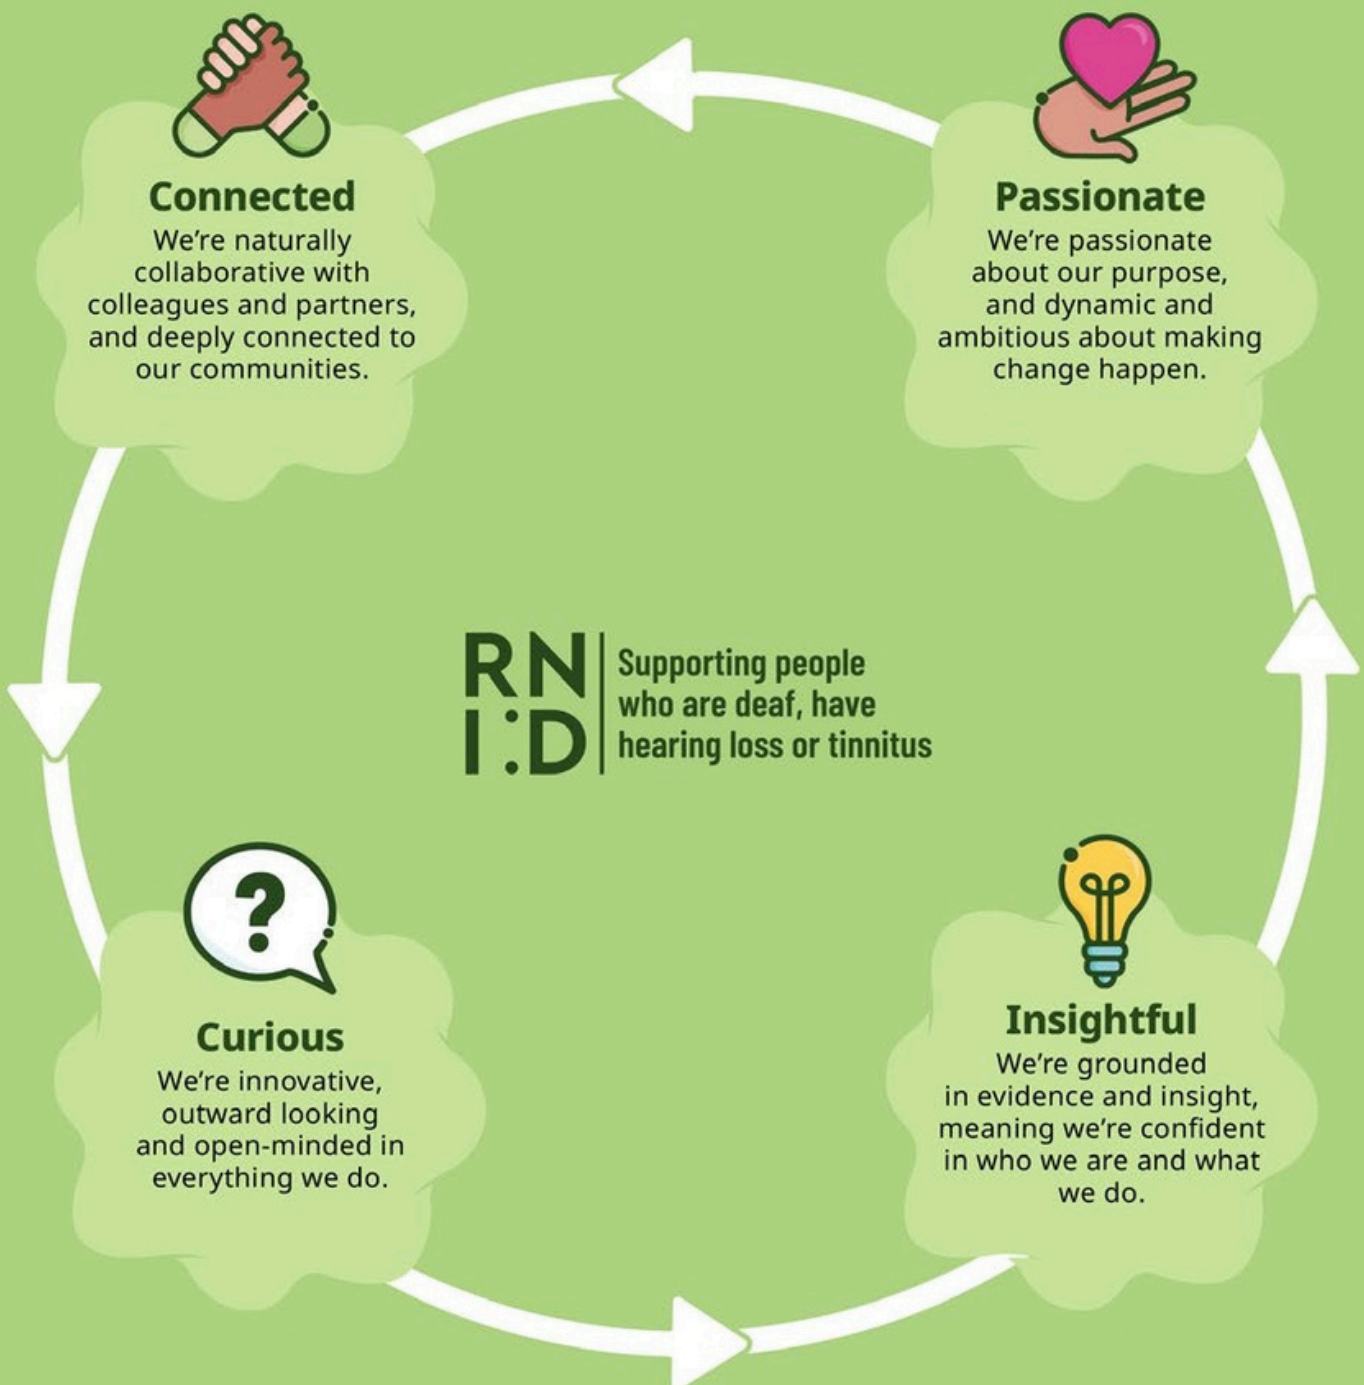 Connected
We’re naturally
collaborative with
colleagues and partners,
and deeply connected to
our communities.
Passionate
We’re passionate
about our purpose,
and dynamic and
ambitious about making
change happen.
RN
I:D
Supporting people
who are deaf, have
hearing loss or tinnitus
?
Curious
We’re innovative,
outward looking
and open-minded in
everything we do.
Insightful
We’re grounded
in evidence and insight,
meaning we’re confident
in who we are and what
we do.